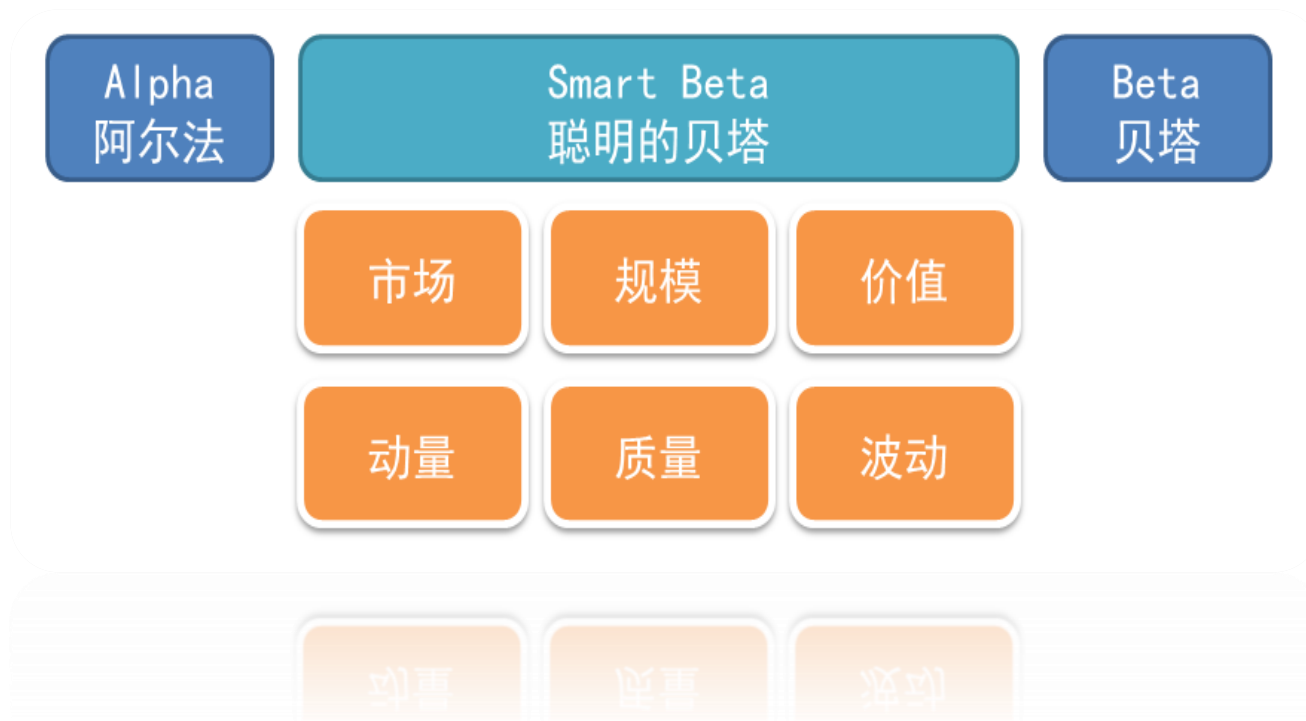 Alpha
阿尔法
Smart Beta
聪明的贝塔
Beta
贝塔
市场
规模
价值
动量
质量
波动